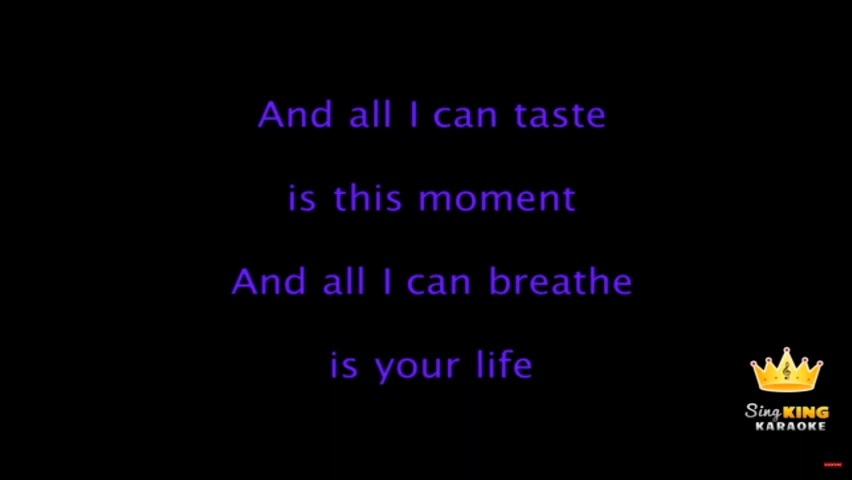 And all I can taste
is this moment
And all I can breathe
is your life
Sing KING
KARAOKE